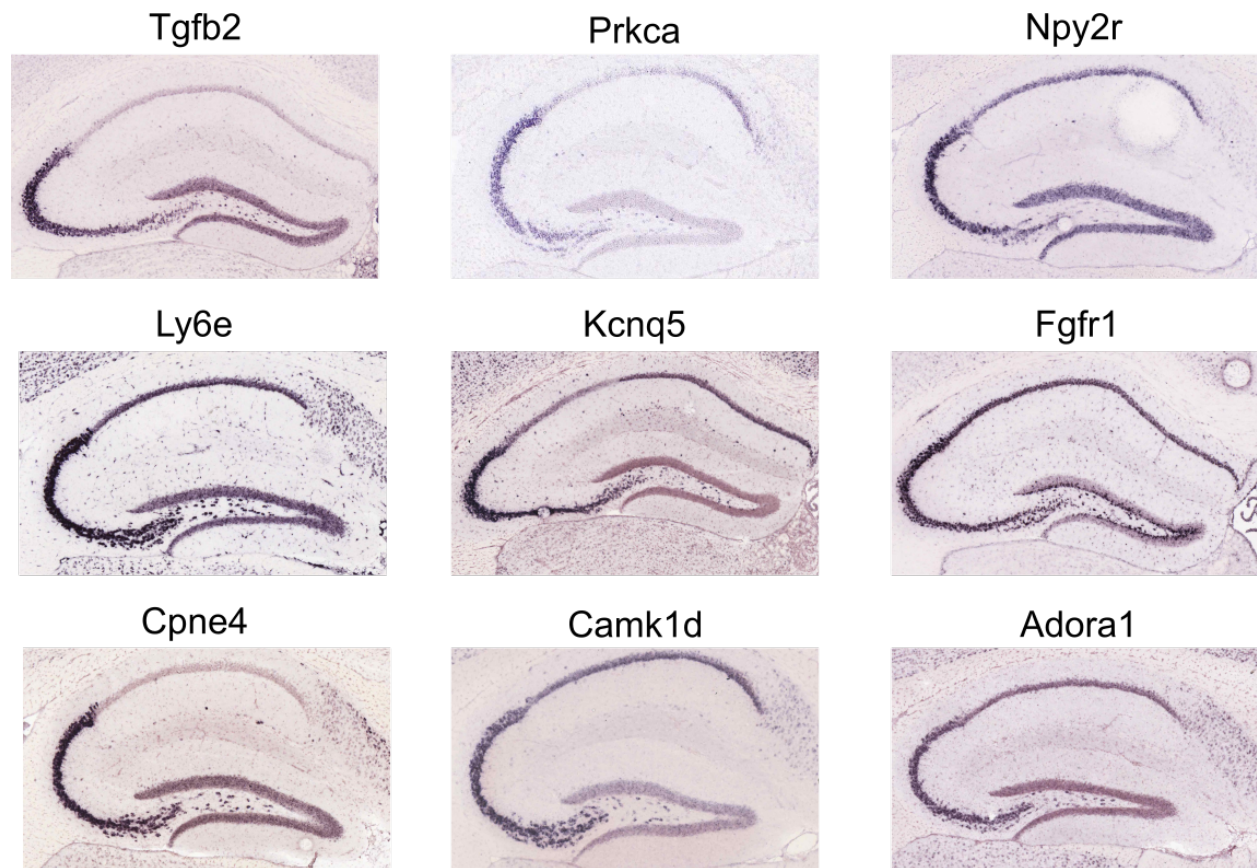 Tgfb2
Prkca
Npy2r
Ly6e
Kcnq5
Fgfr1
Cpne4
Camk1d
Adora1